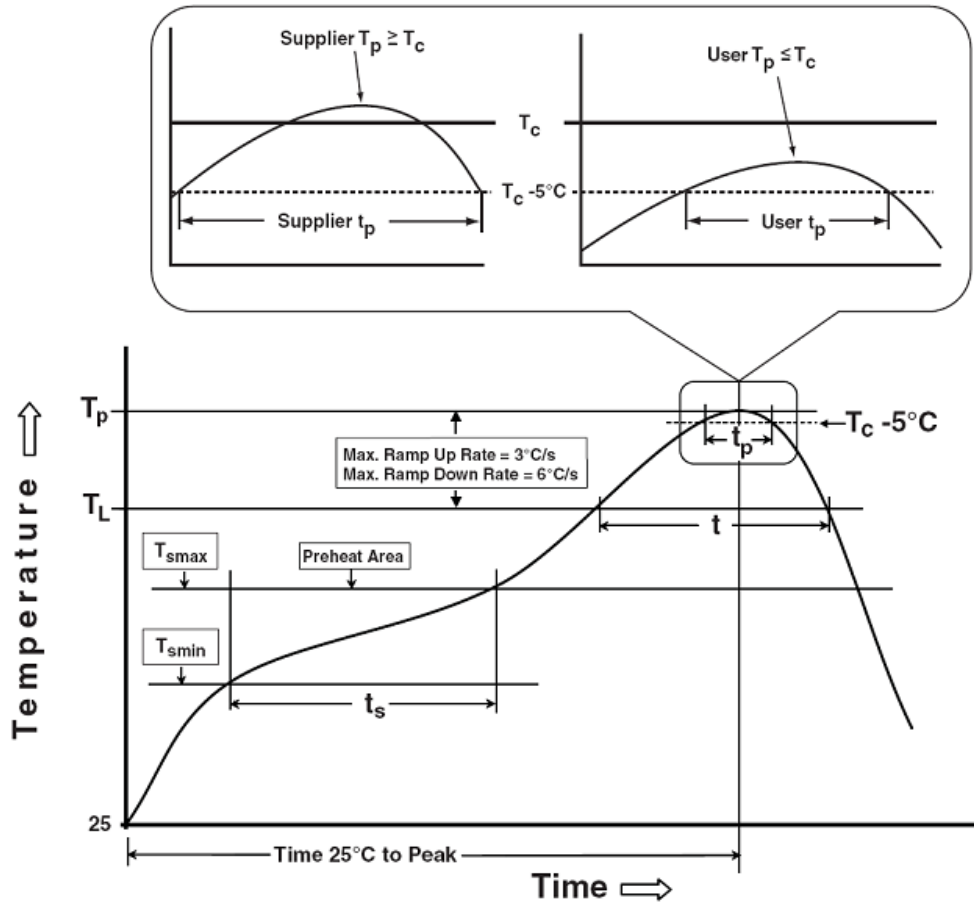 Supplier Tp ≥ Tc
User Tp ≤ Tc
Tc
Tc -5°C
Supplier tp
User tp
Tp
Tc -5°C
tp
Max. Ramp Up Rate = 3°C/s
Max. Ramp Down Rate = 6°C/s
TL
t
Tsmax
Preheat Area
Tsmin
ts
Temperature
25
Time 25°C to Peak
Time